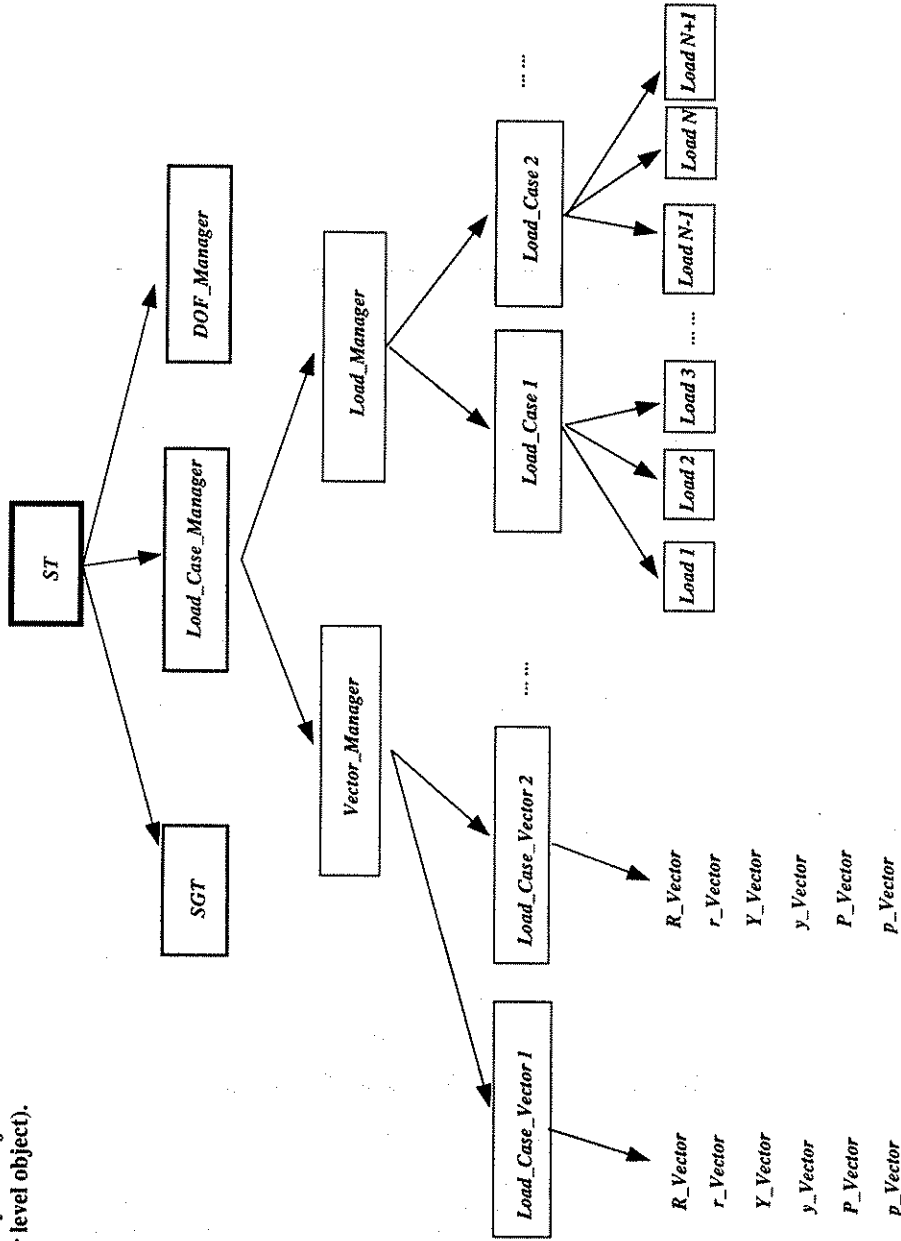 level object).
ST
SGT
Load_Case_Manager
DOF_Manager
Vector_Manager
Load_Manager
Load_Case_Vector 1
Load_Case_Vector 2
... ...
Load_Case 1
Load_Case 2
... ...
R_Vector
r_Vector
Y_Vector
y_Vector
P_Vector
p_Vector
R_Vector
r_Vector
Y_Vector
y_Vector
P_Vector
p_Vector
Load 1
Load 2
Load 3
... ...
Load N-1
Load N
Load N+1